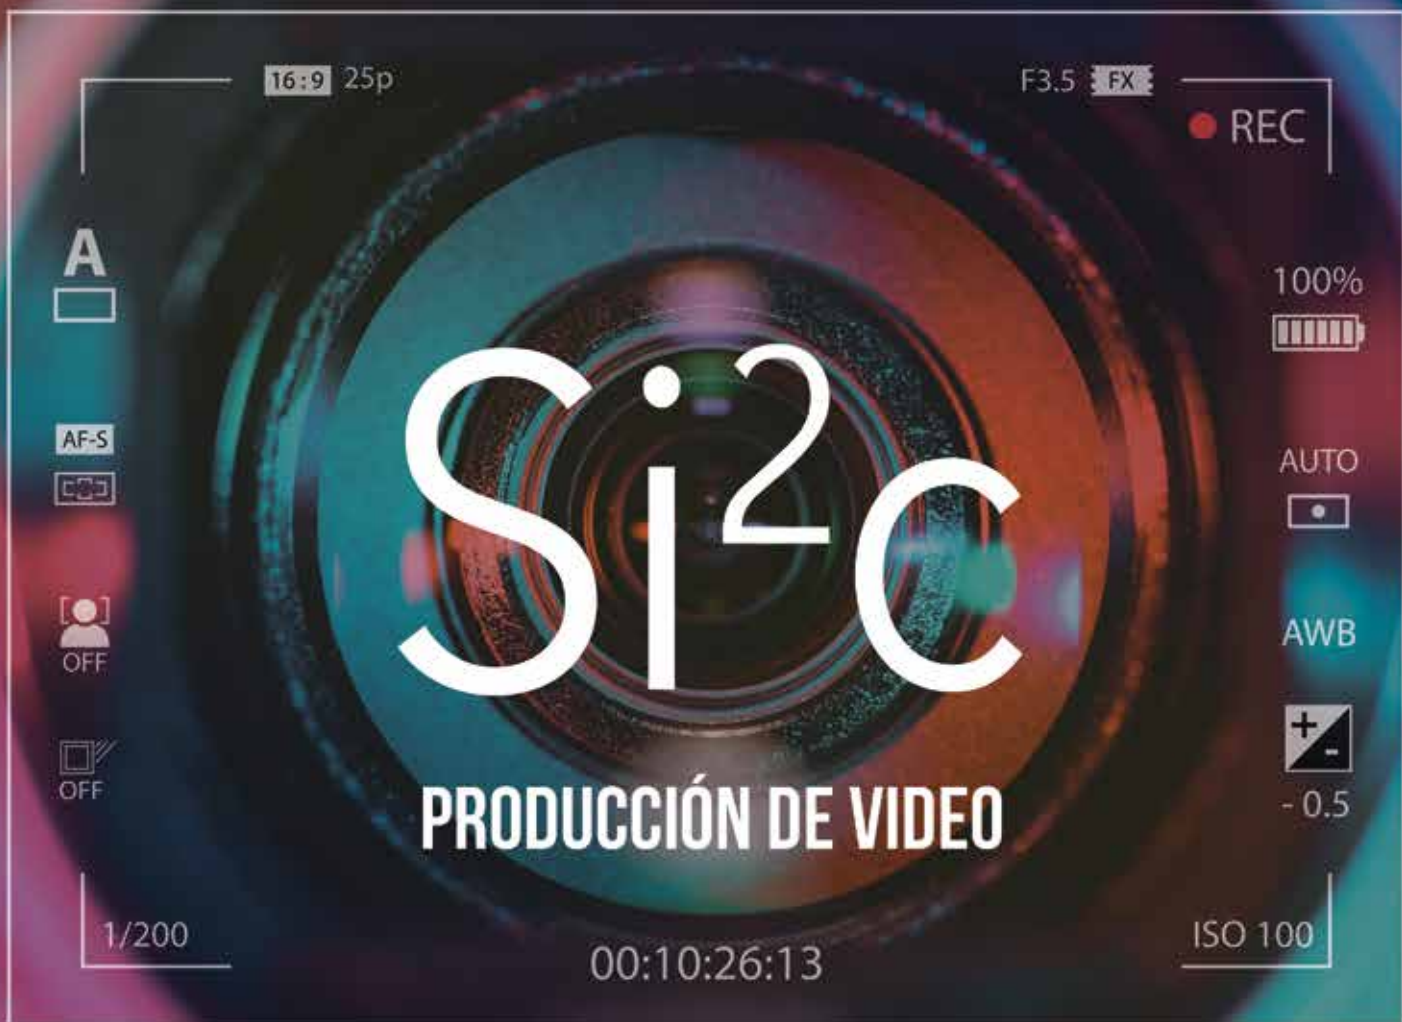 16:9 25p
F3.5 FX
REC
A
100%
Si²c
AF-S
AUTO
OFF
AWB
OFF
+ -
- 0.5
PRODUCCIÓN DE VIDEO
1/200
ISO 100
00:10:26:13